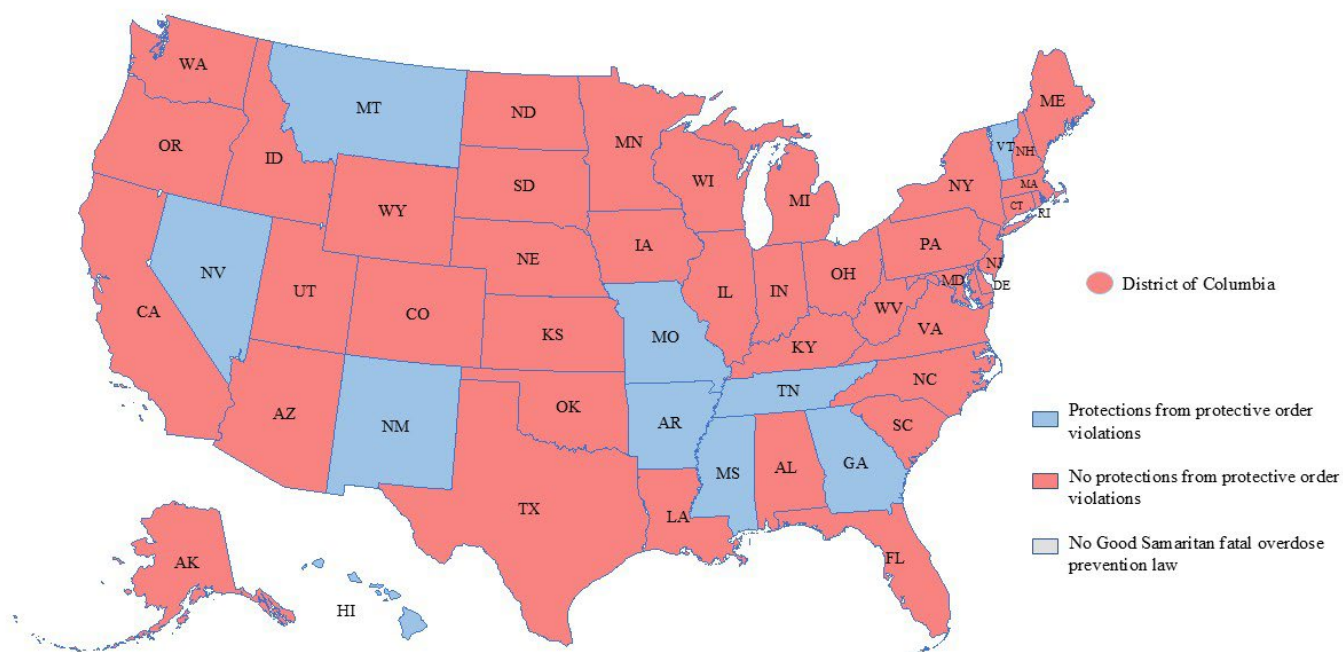 WA
MT
ND
MN
ME
OR
ID
SD
WI
MI
NY
VT
NH
MA
CT
RI
WY
IA
PA
NJ
NE
NV
UT
CO
IL
IN
OH
MD
DE
WV
VA
District of Columbia
CA
KS
MO
KY
NC
TN
AZ
NM
OK
AR
SC
MS
AL
GA
TX
LA
FL
AK
HI
Protections from protective order
violations
No protections from protective order
violations
No Good Samaritan fatal overdose
prevention law